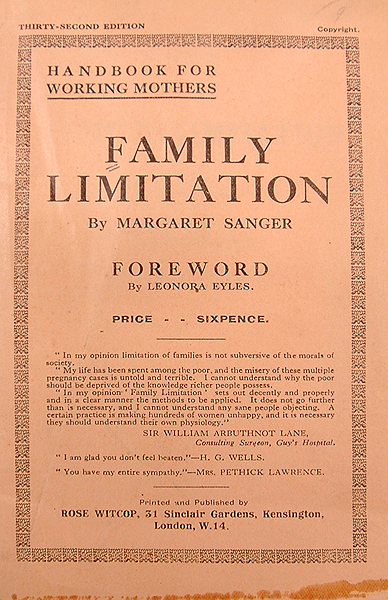 THIRTY-SECOND EDITION
Copyright.
HANDBOOK FOR
WORKING MOTHERS
FAMILY
LIMITATION
By MARGARET SANGER
FOREWORD
By LEONORA EYLES.
PRICE - - SIXPENCE.
" In my opinion limitation of families is not subversive of the morals of
society.
" My life has been spent among the poor, and the misery of these multiple
pregnancy cases is untold and terrible. I cannot understand why the poor
should be deprived of the knowledge richer people possess.
" In my opinion ' Family Limitation ' sets out decently and properly
and in a clear manner the methods to be applied. It does not go further
than is necessary, and I cannot understand any sane people objecting. A
certain practice is making hundreds of women unhappy, and it is necessary
they should understand their own physiology."
SIR WILLIAM ARBUTHNOT LANE,
Consulting Surgeon, Guy's Hospital.
" I am glad you don't feel beaten."—H. G. WELLS.
" You have my entire sympathy."—MRS. PETHICK LAWRENCE.
Printed and Published by
ROSE WITCOP, 31 Sinclair Gardens, Kensington,
London, W.14.